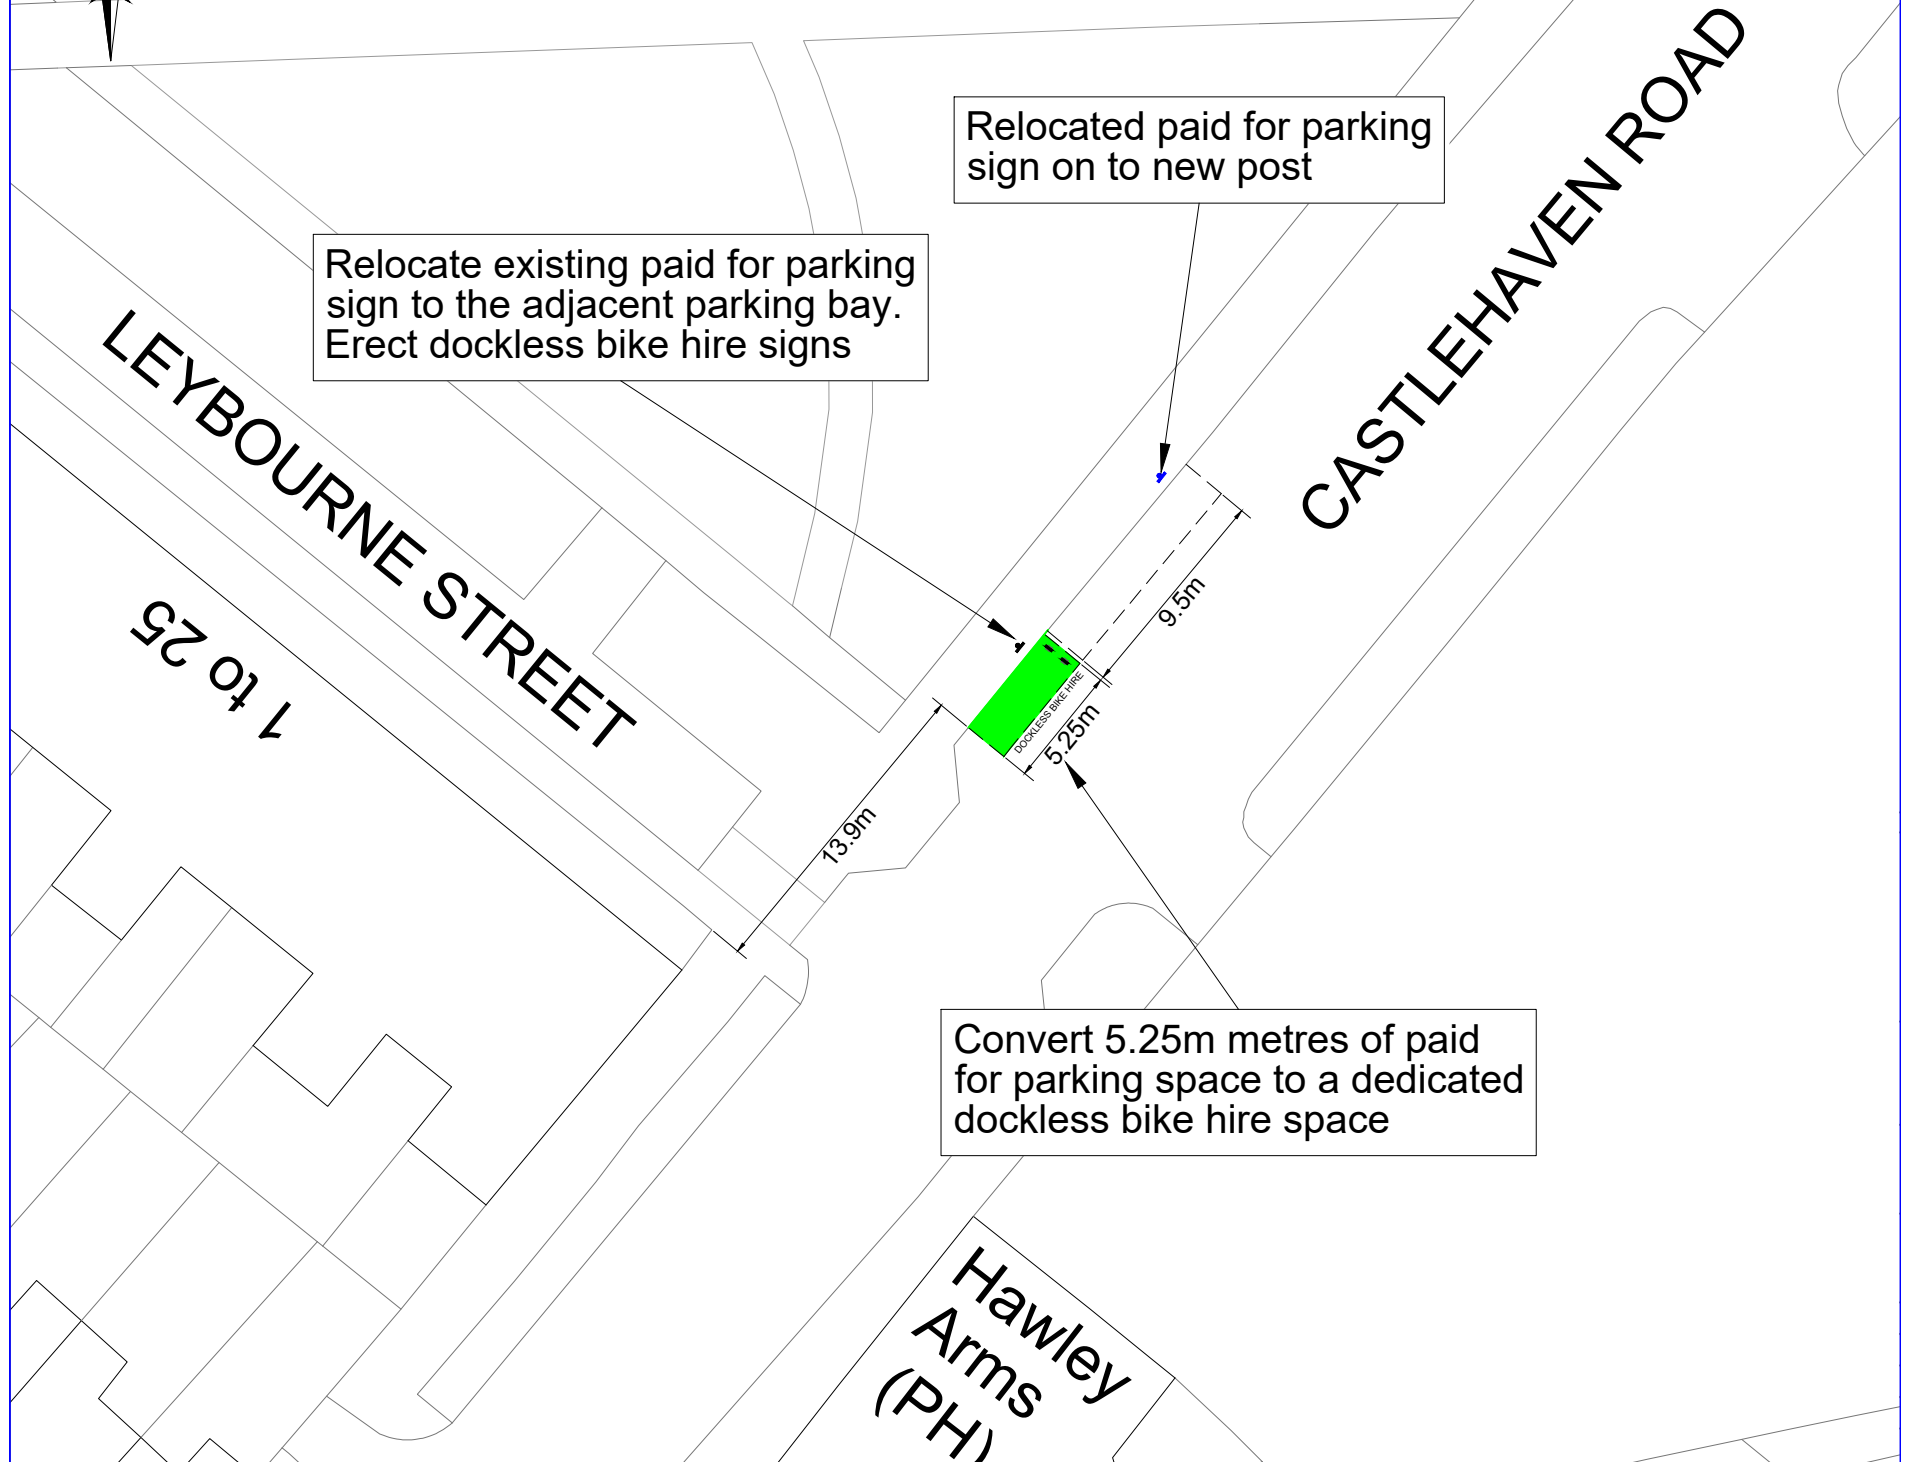 Relocated paid for parking
sign on to new post
CASTLEHAVEN ROAD
Relocate existing paid for parking
sign to the adjacent parking bay.
Erect dockless bike hire signs
LEYBOURNE STREET
1 to 25
9.5m
DOCKLESS BIKE HIRE
5.25m
13.9m
Convert 5.25m metres of paid
for parking space to a dedicated
dockless bike hire space
Hawley
Arms
(PH)